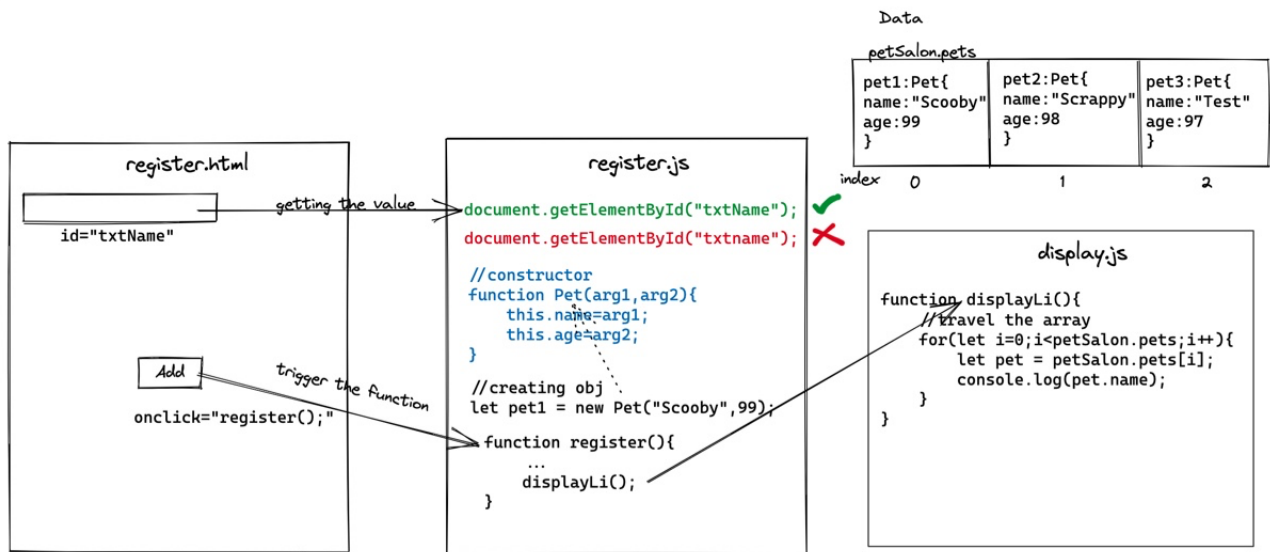 Data
petSalon.pets
pet1:Pet{
name:"Scooby"
age:99
}
pet2:Pet{
name:"Scrappy"
age:98
}
pet3:Pet{
name:"Test"
age:97
}
index 0 1 2
register.html
id="txtName"
getting the value
Add
onclick="register();"
trigger the function
register.js
document.getElementById("txtName");
document.getElementById("txtname");
//constructor
function Pet(arg1,arg2){
this.name=arg1;
this.age=arg2;
}
//creating obj
let pet1 = new Pet("Scooby",99);
function register(){
...
displayLi();
}
display.js
function displayLi(){
//travel the array
for(let i=0;i<petSalon.pets;i++){
let pet = petSalon.pets[i];
console.log(pet.name);
}
}